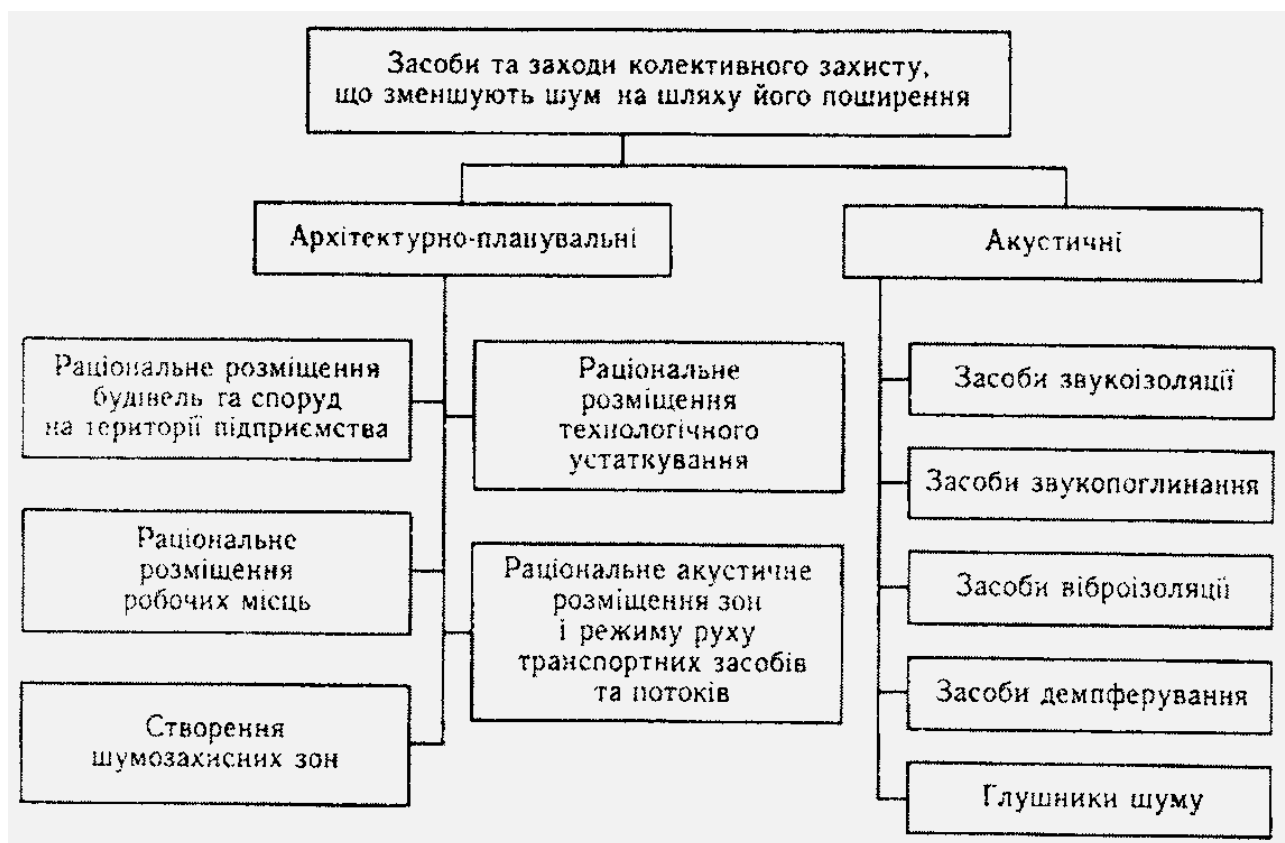 Засоби та заходи колективного захисту,
що зменшують шум на шляху його поширення
Архітектурно-планувальні
Акустичні
Раціональне розміщення
будівель та споруд
на території підприємства
Раціональне
розміщення
технологічного
устаткування
Раціональне
розміщення
робочих місць
Раціональне акустичне
розміщення зон
і режиму руху
транспортних засобів
та потоків
Створення
шумозахисних зон
Засоби звукоізоляції
Засоби звукопоглинання
Засоби віброізоляції
Засоби демпферування
Глушники шуму